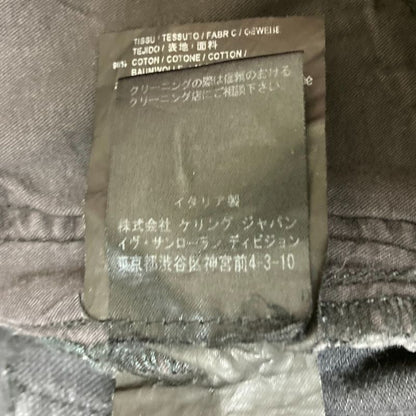 TISSU / TESSUTO / FABRIC / GEWEBE
TEJIDO / 表地 / 面料
98% COTON / COTONE / COTTON /
BAUMWOLLE
クリーニングの際は信頼のおける
クリーニング店にご相談下さい
イタリア製
株式会社 ケリング ジャパン
イヴ・サンローラン ディビジョン
東京都渋谷区神宮前4-3-10